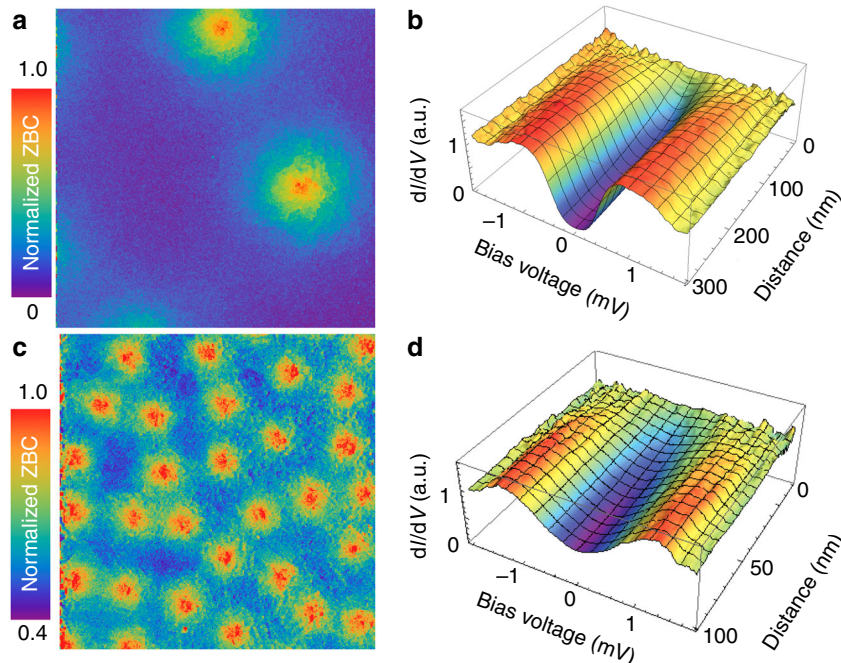 a
1.0
Normalized ZBC
0
b
dI/dV (a.u.)
1
0
−1
0
1
Bias voltage (mV)
0
100
200
300
Distance (nm)
c
1.0
Normalized ZBC
0.4
d
dI/dV (a.u.)
1
0
−1
0
1
Bias voltage (mV)
0
50
100
Distance (nm)